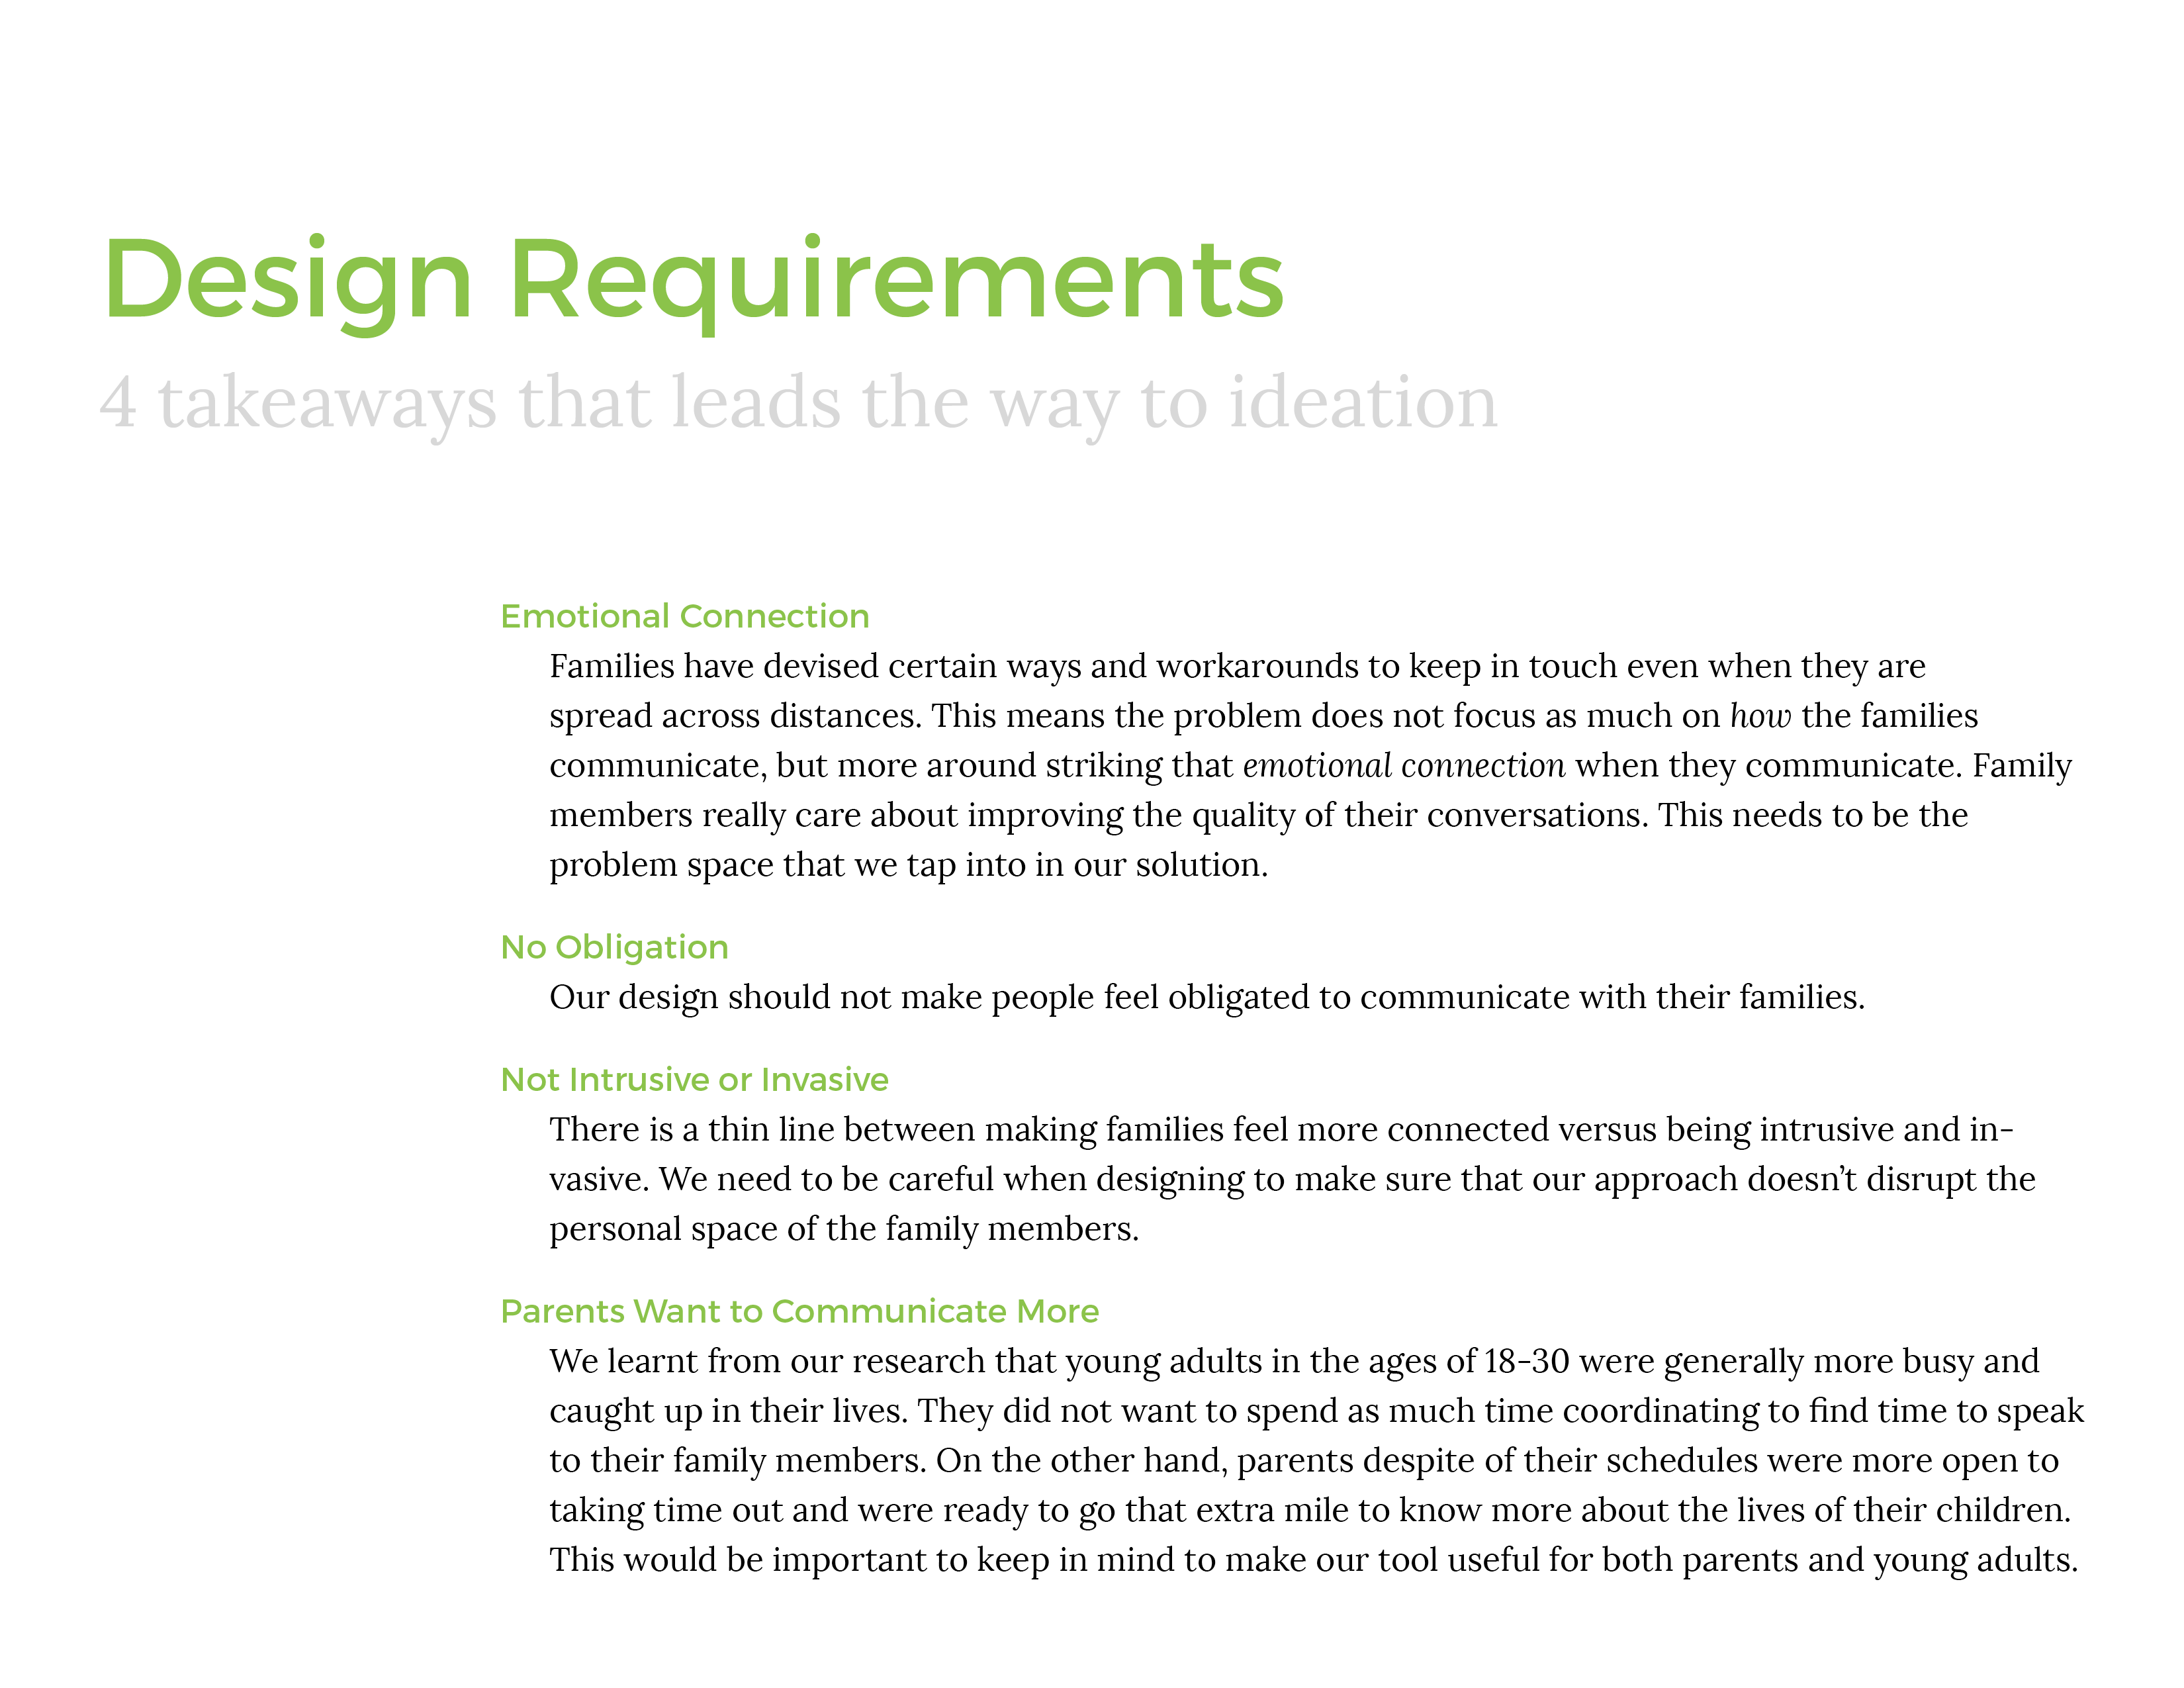 Design Requirements
4 takeaways that leads the way to ideation
Emotional Connection
Families have devised certain ways and workarounds to keep in touch even when they are
spread across distances. This means the problem does not focus as much on how the families
communicate, but more around striking that emotional connection when they communicate. Family
members really care about improving the quality of their conversations. This needs to be the
problem space that we tap into in our solution.
No Obligation
Our design should not make people feel obligated to communicate with their families.
Not Intrusive or Invasive
There is a thin line between making families feel more connected versus being intrusive and in-
vasive. We need to be careful when designing to make sure that our approach doesn’t disrupt the
personal space of the family members.
Parents Want to Communicate More
We learnt from our research that young adults in the ages of 18-30 were generally more busy and
caught up in their lives. They did not want to spend as much time coordinating to find time to speak
to their family members. On the other hand, parents despite of their schedules were more open to
taking time out and were ready to go that extra mile to know more about the lives of their children.
This would be important to keep in mind to make our tool useful for both parents and young adults.